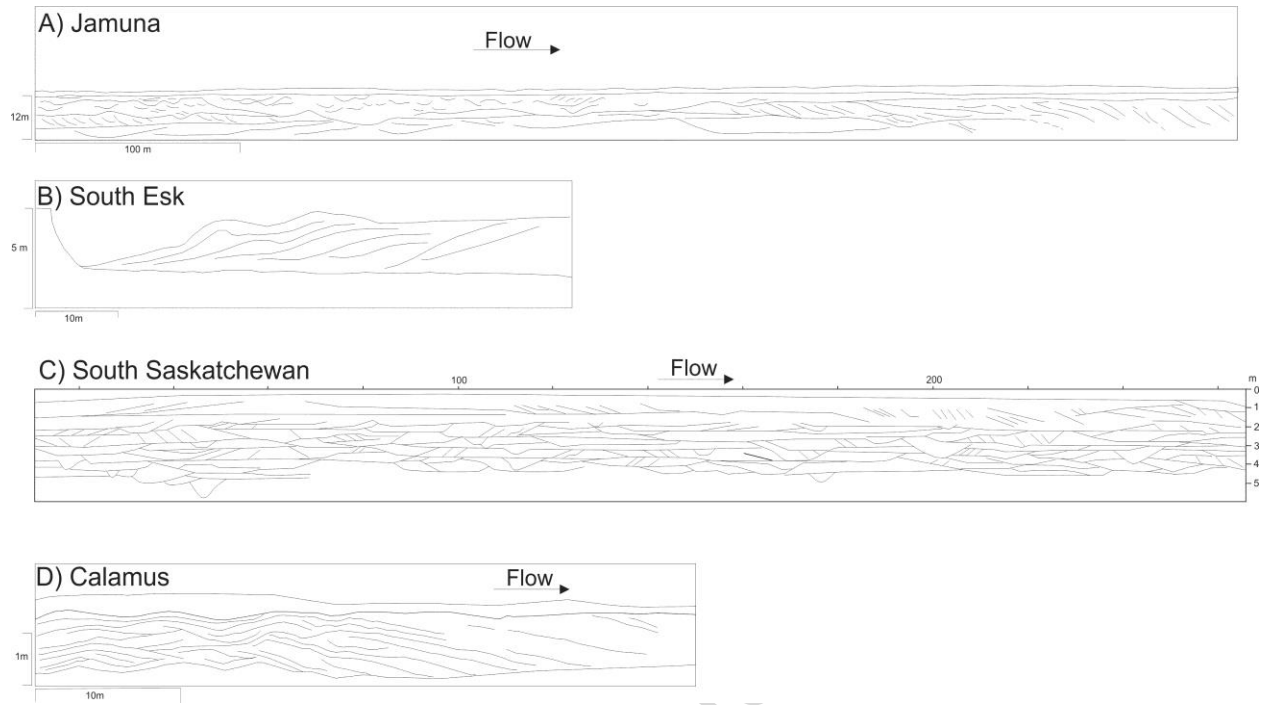 A) Jamuna
Flow
12m
100 m
B) South Esk
5 m
10m
C) South Saskatchewan
Flow
100
200
m
0
1
2
3
4
5
D) Calamus
Flow
1m
10m